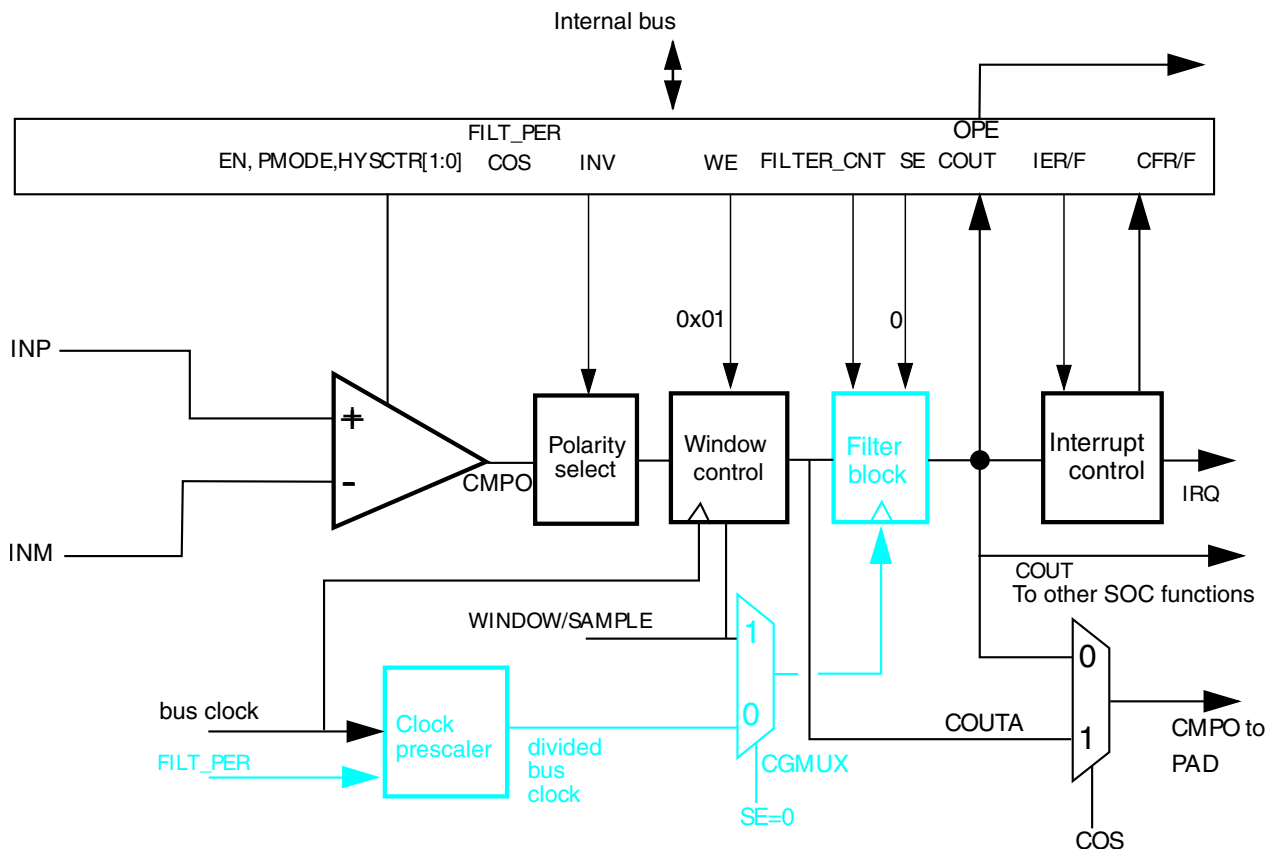 Internal bus
FILT_PER
OPE
EN, PMODE,HYSCTR[1:0]
COS
INV
WE
FILTER_CNT
SE
COUT
IER/F
CFR/F
0x01
0
INP
+
-
INM
CMPO
Polarity
select
Window
control
Filter
block
Interrupt
control
IRQ
COUT
To other SOC functions
WINDOW/SAMPLE
1
0
0
1
bus clock
FILT_PER
Clock
prescaler
divided
bus
clock
CGMUX
SE=0
COUTA
CMPO to
PAD
COS